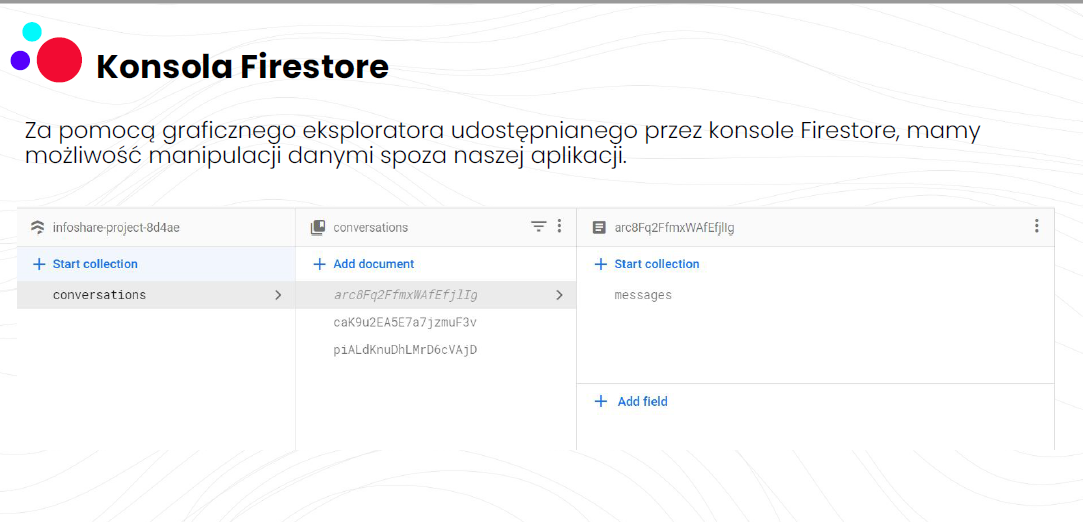 Konsola Firestore
Za pomocą graficznego eksploratora udostępnianego przez konsole Firestore, mamy
możliwość manipulacji danymi spoza naszej aplikacji.
infoshare-project-8d4ae
conversations
arc8Fq2FfmxWAfEfjlIg
+ Start collection
+ Add document
+ Start collection
conversations
arc8Fq2FfmxWAfEfjlIg
messages
caK9u2EA5E7a7jzmuF3v
piALdKnuDhLMrD6cVAjD
+ Add field